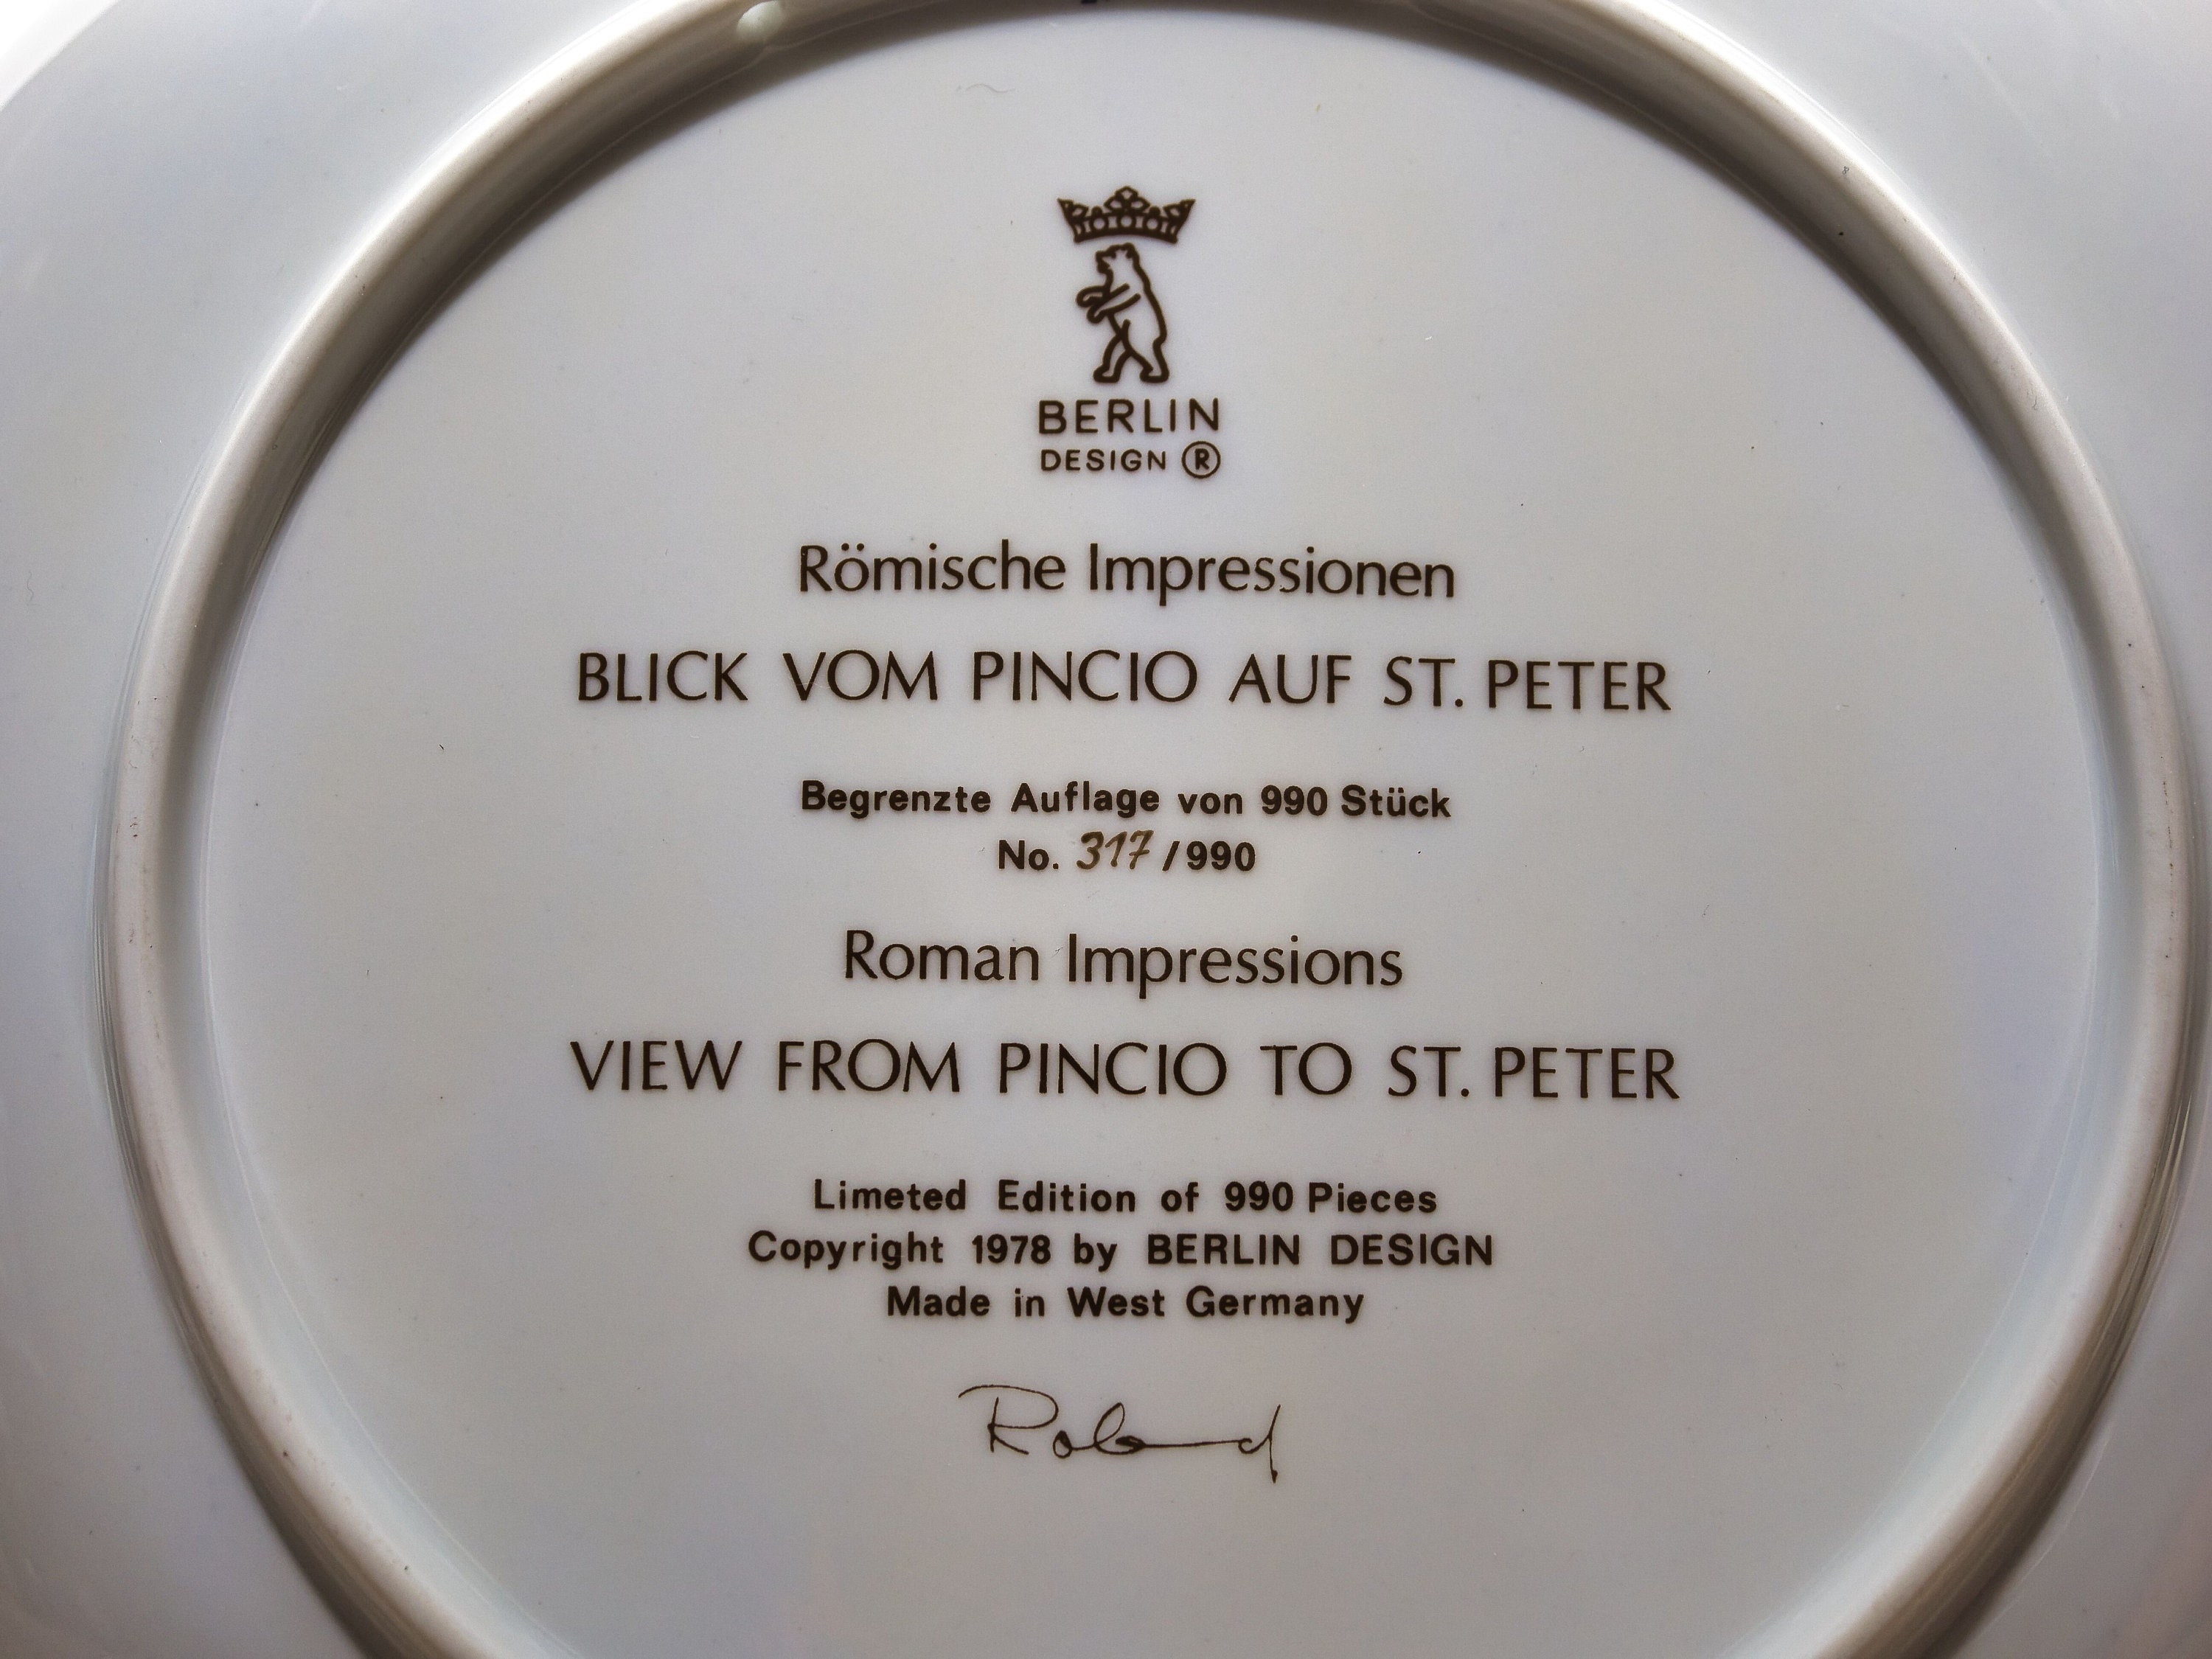 BERLIN
DESIGN ®
Römische Impressionen
BLICK VOM PINCIO AUF ST. PETER
Begrenzte Auflage von 990 Stück
No. 317 /990
Roman Impressions
VIEW FROM PINCIO TO ST. PETER
Limeted Edition of 990 Pieces
Copyright 1978 by BERLIN DESIGN
Made in West Germany
Roland